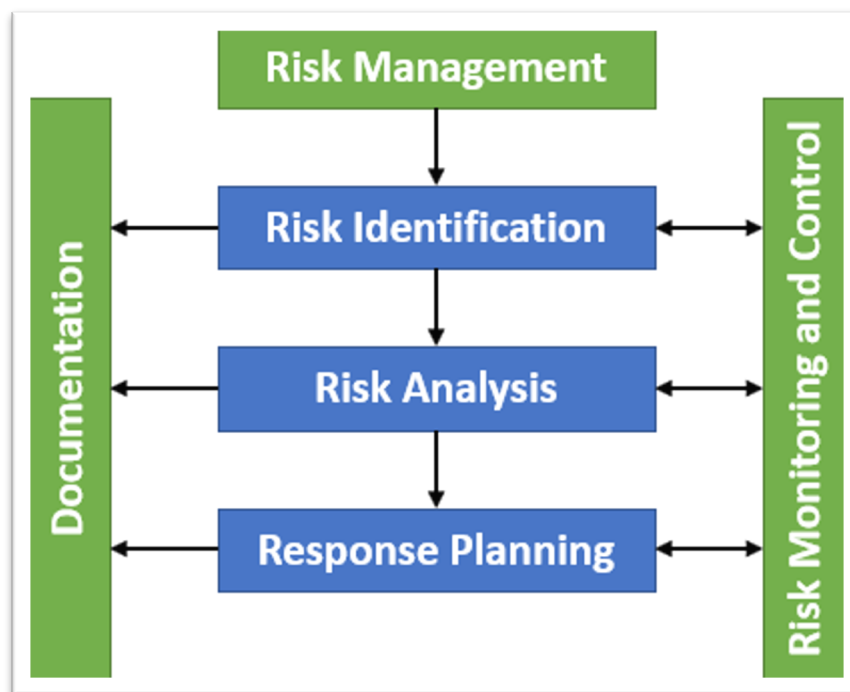 Risk Management
Risk Identification
Risk Analysis
Response Planning
Documentation
Risk Monitoring and Control